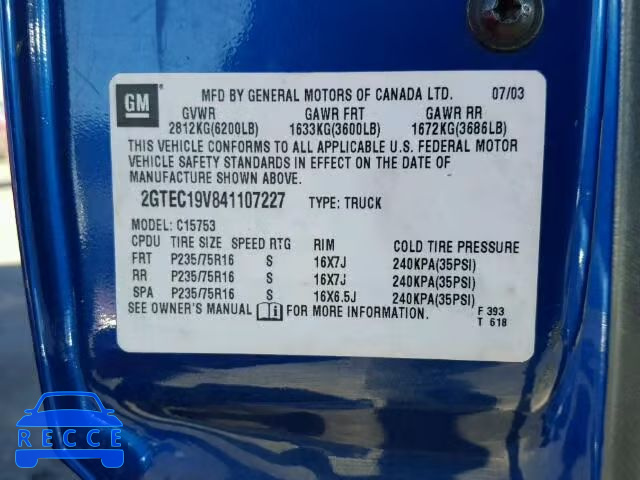 GM
MFD BY GENERAL MOTORS OF CANADA LTD. 07/03
GVWR GAWR FRT GAWR RR
2812KG(6200LB) 1633KG(3600LB) 1672KG(3686LB)
THIS VEHICLE CONFORMS TO ALL APPLICABLE U.S. FEDERAL MOTOR
VEHICLE SAFETY STANDARDS IN EFFECT ON THE DATE OF
MANUFACTURE SHOWN ABOVE.
2GTEC19V841107227 TYPE: TRUCK
MODEL: C15753
CPDU TIRE SIZE SPEED RTG RIM COLD TIRE PRESSURE
FRT P235/75R16 S 16X7J 240KPA(35PSI)
RR P235/75R16 S 16X7J 240KPA(35PSI)
SPA P235/75R16 S 16X6.5J 240KPA(35PSI)
SEE OWNER'S MANUAL FOR MORE INFORMATION.
F 393
T 618
RECCE